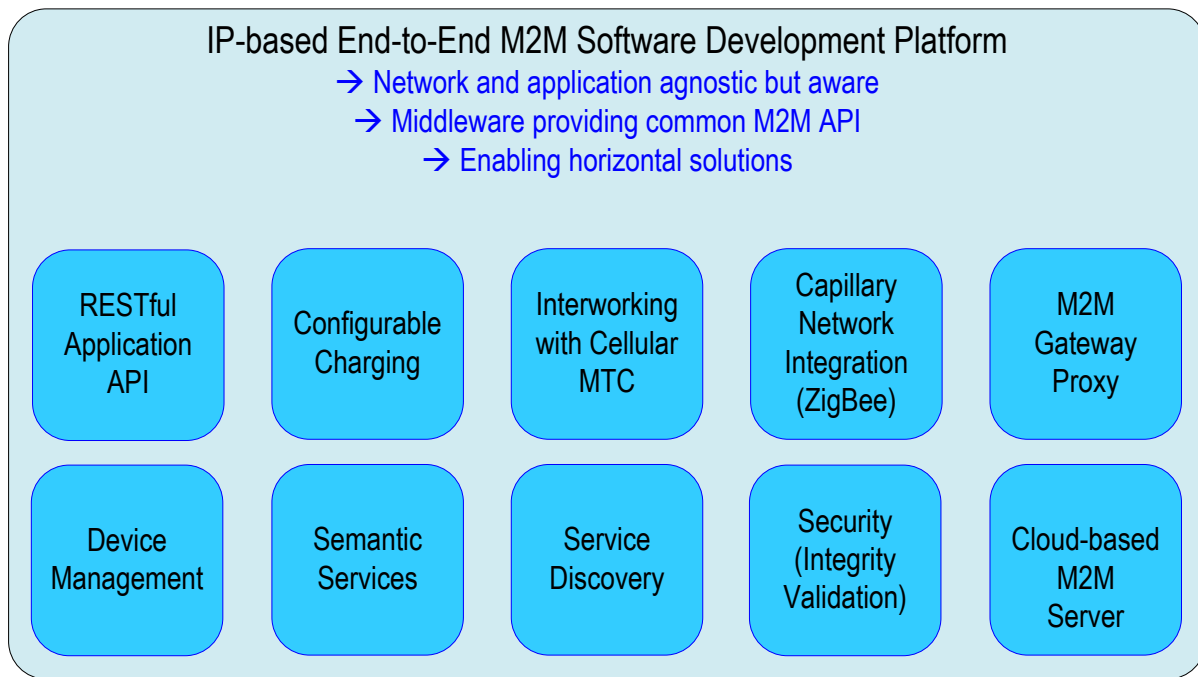 IP-based End-to-End M2M Software Development Platform
→ Network and application agnostic but aware
→ Middleware providing common M2M API
→ Enabling horizontal solutions
RESTful
Application
API
Configurable
Charging
Interworking
with Cellular
MTC
Capillary
Network
Integration
(ZigBee)
M2M
Gateway
Proxy
Device
Management
Semantic
Services
Service
Discovery
Security
(Integrity
Validation)
Cloud-based
M2M
Server